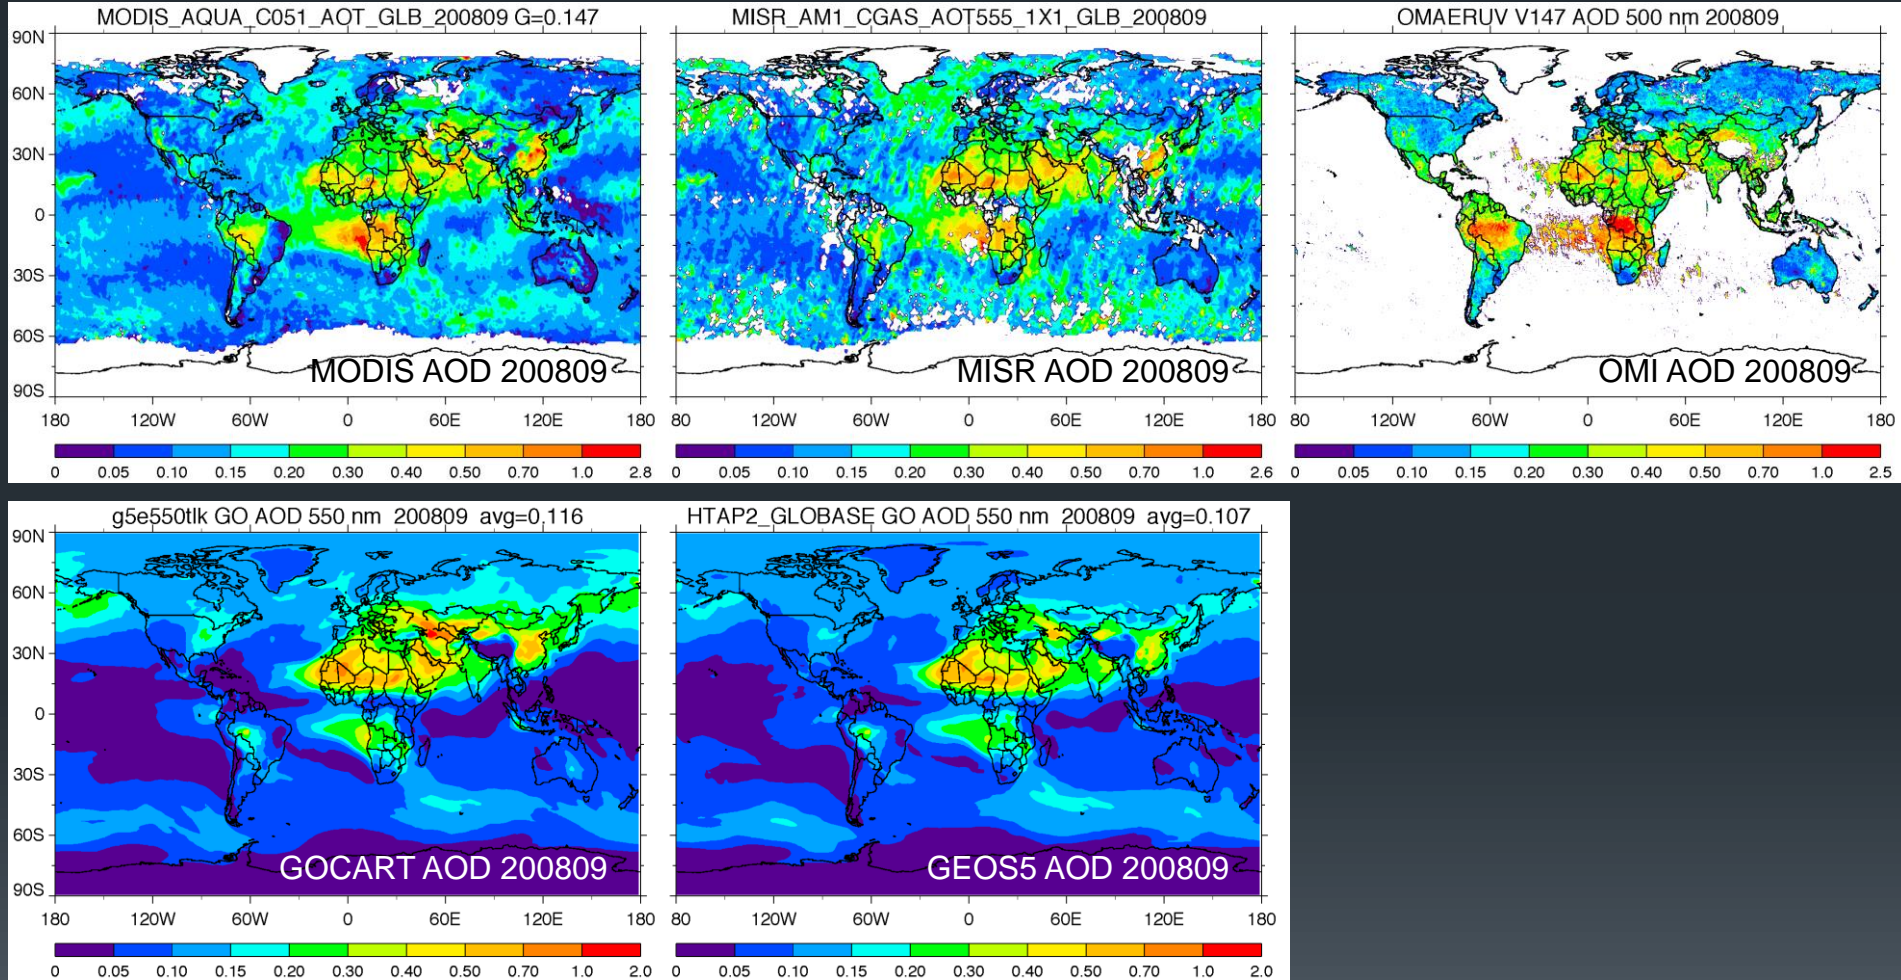 MODIS_AQUA_C051_AOT_GLB_200809 G=0.147
90N
60N
30N
0
30S
60S
90S
MODIS AOD 200809
180 120W 60W 0 60E 120E 180
0 0.05 0.10 0.15 0.20 0.30 0.40 0.50 0.70 1.0 2.8
MISR_AM1_CGAS_AOT555_1X1_GLB_200809
MISR AOD 200809
80 120W 60W 0 60E 120E 180
0 0.05 0.10 0.15 0.20 0.30 0.40 0.50 0.70 1.0 2.6
OMAERUV V147 AOD 500 nm 200809
OMI AOD 200809
80 120W 60W 0 60E 120E 180
0 0.05 0.10 0.15 0.20 0.30 0.40 0.50 0.70 1.0 2.5
g5e550tlk GO AOD 550 nm 200809 avg=0.116
90N
60N
30N
0
30S
60S
90S
GOCART AOD 200809
180 120W 60W 0 60E 120E 180
0 0.05 0.10 0.15 0.20 0.30 0.40 0.50 0.70 1.0 2.0
HTAP2_GLOBASE GO AOD 550 nm 200809 avg=0.107
GEOS5 AOD 200809
80 120W 60W 0 60E 120E 180
0 0.05 0.10 0.15 0.20 0.30 0.40 0.50 0.70 1.0 2.0